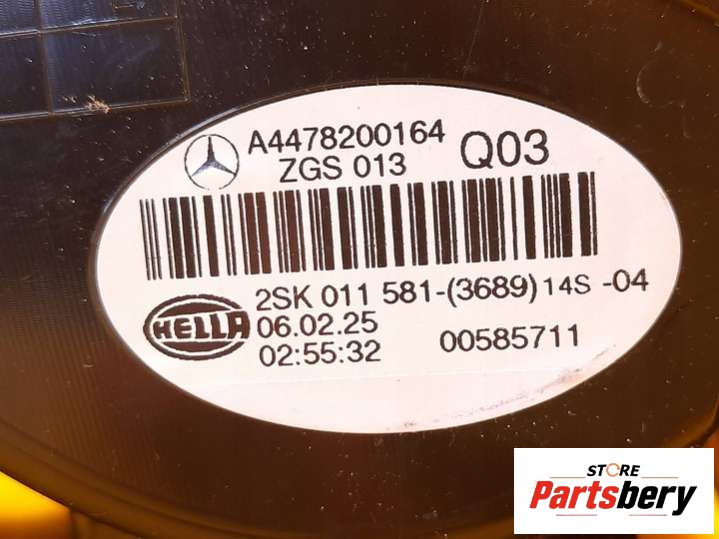 A4478200164
ZGS 013
Q03
2SK 011 581-(3689) 14S -04
HELLA
06.02.25
02:55:32
00585711
STORE
Partsbery